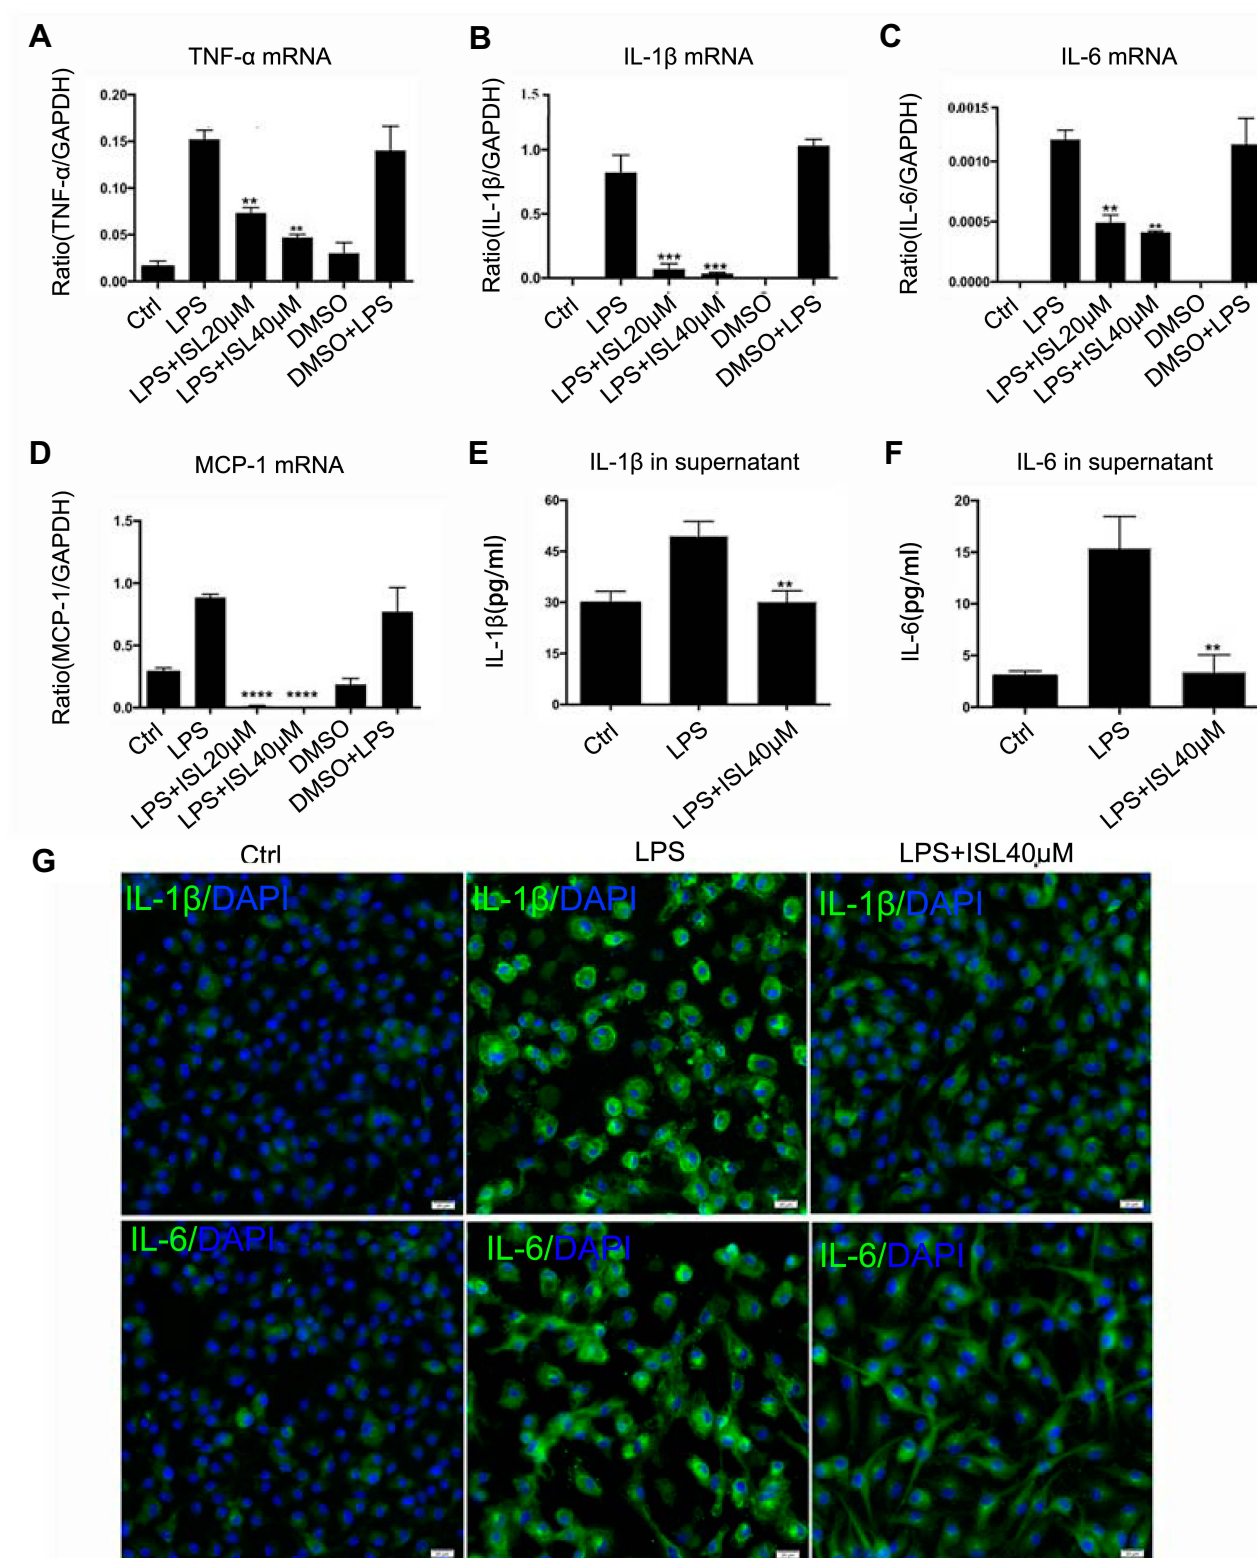 A
TNF-α mRNA
Ratio(TNF-α/GAPDH)
0.20
0.15
0.10
0.05
0.00
**
**
Ctrl
LPS
LPS+ISL20μM
LPS+ISL40μM
DMSO
DMSO+LPS
B
IL-1β mRNA
Ratio(IL-1β/GAPDH)
1.5
1.0
0.5
0.0
***
***
Ctrl
LPS
LPS+ISL20μM
LPS+ISL40μM
DMSO
DMSO+LPS
C
IL-6 mRNA
Ratio(IL-6/GAPDH)
0.0015
0.0010
0.0005
0.0000
**
**
Ctrl
LPS
LPS+ISL20μM
LPS+ISL40μM
DMSO
DMSO+LPS
D
MCP-1 mRNA
Ratio(MCP-1/GAPDH)
1.5
1.0
0.5
0.0
****
****
Ctrl
LPS
LPS+ISL20μM
LPS+ISL40μM
DMSO
DMSO+LPS
E
IL-1β in supernatant
IL-1β(pg/ml)
60
45
30
15
0
**
Ctrl
LPS
LPS+ISL40μM
F
IL-6 in supernatant
IL-6(pg/ml)
20
15
10
5
0
**
Ctrl
LPS
LPS+ISL40μM
G
Ctrl
LPS
LPS+ISL40μM
IL-1β/DAPI
IL-1β/DAPI
IL-1β/DAPI
IL-6/DAPI
IL-6/DAPI
IL-6/DAPI